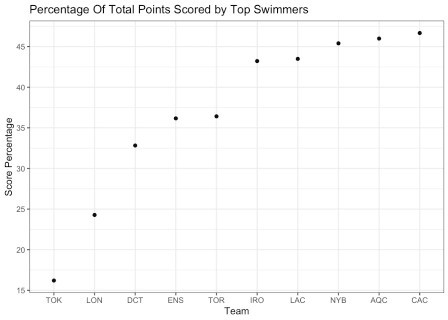 Percentage Of Total Points Scored by Top Swimmers
Score Percentage
45
40
35
30
25
20
15
TOK LON DCT ENS TOR IRO LAC NYB AQC CAC
Team